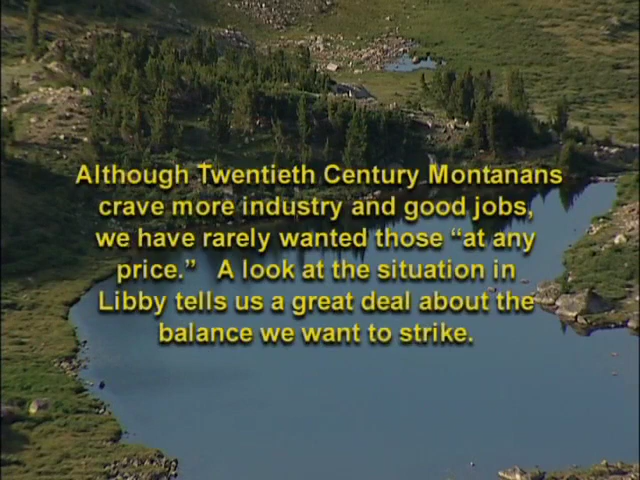 Although Twentieth Century Montanans
crave more industry and good jobs,
we have rarely wanted those “at any
price.”   A look at the situation in
Libby tells us a great deal about the
balance we want to strike.